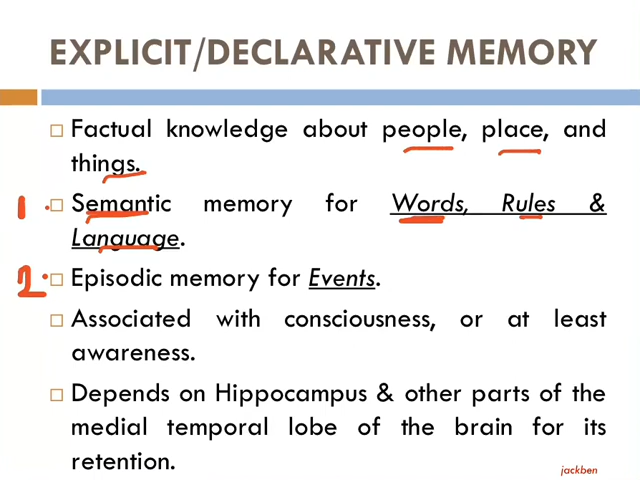 EXPLICIT/DECLARATIVE MEMORY
Factual knowledge about people, place, and
things.
1. Semantic memory for Words, Rules &
Language.
2. Episodic memory for Events.
Associated with consciousness, or at least
awareness.
Depends on Hippocampus & other parts of the
medial temporal lobe of the brain for its
retention.
jackben